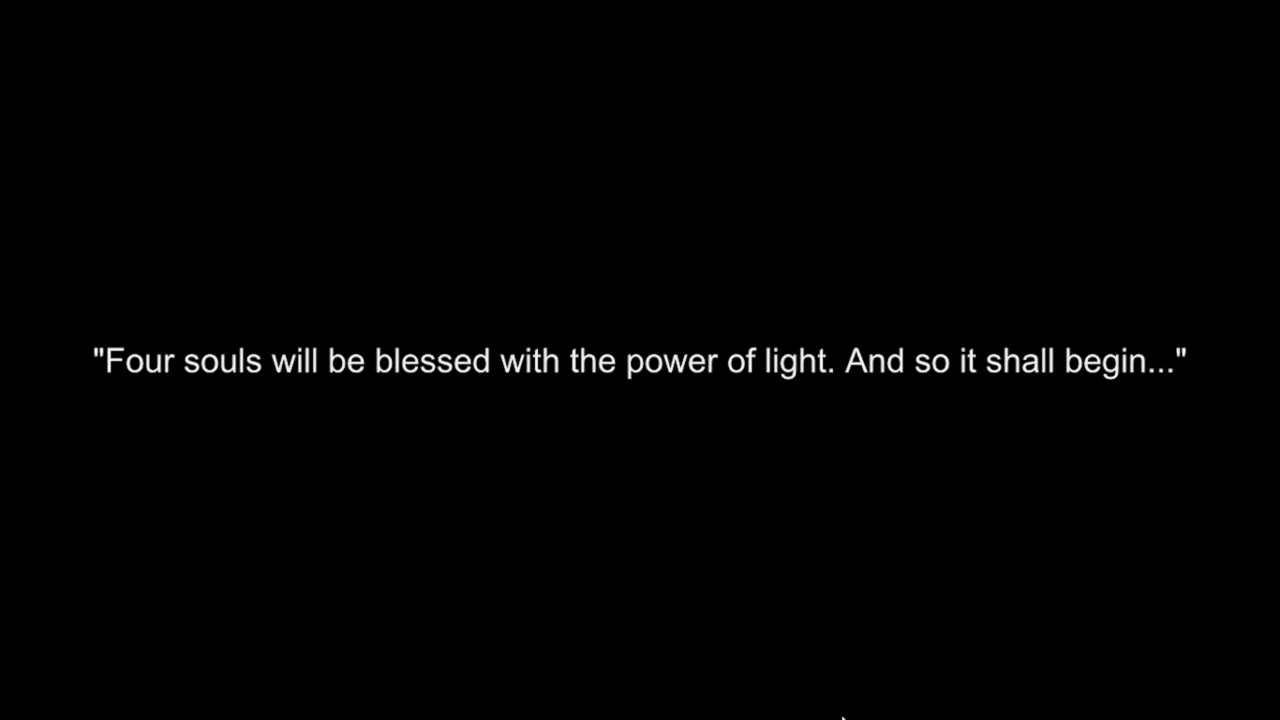 "Four souls will be blessed with the power of light. And so it shall begin..."